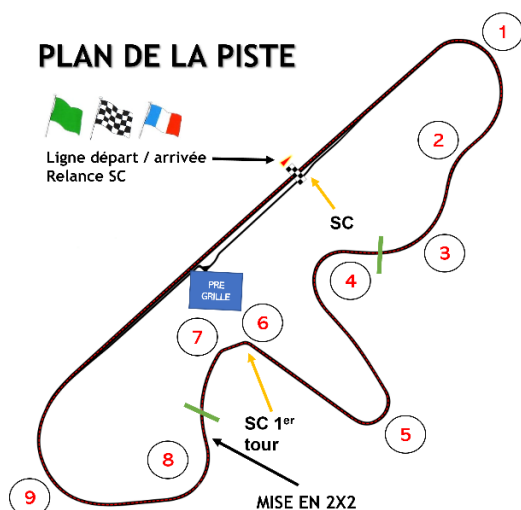 PLAN DE LA PISTE
Ligne départ / arrivée
Relance SC
SC
1
2
3
4
PRE
GRILLE
7
6
5
SC 1er
tour
8
9
MISE EN 2X2